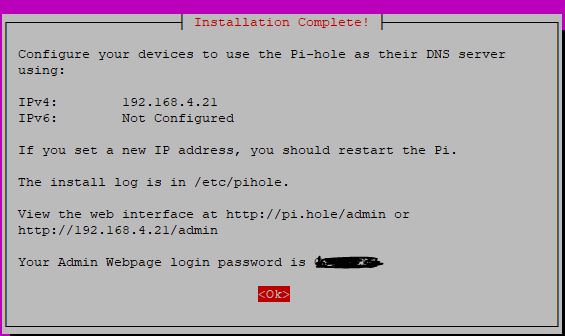 Installation Complete!
Configure your devices to use the Pi-hole as their DNS server
using:
IPv4: 192.168.4.21
IPv6: Not Configured
If you set a new IP address, you should restart the Pi.
The install log is in /etc/pihole.
View the web interface at http://pi.hole/admin or
http://192.168.4.21/admin
Your Admin Webpage login password is
<Ok>